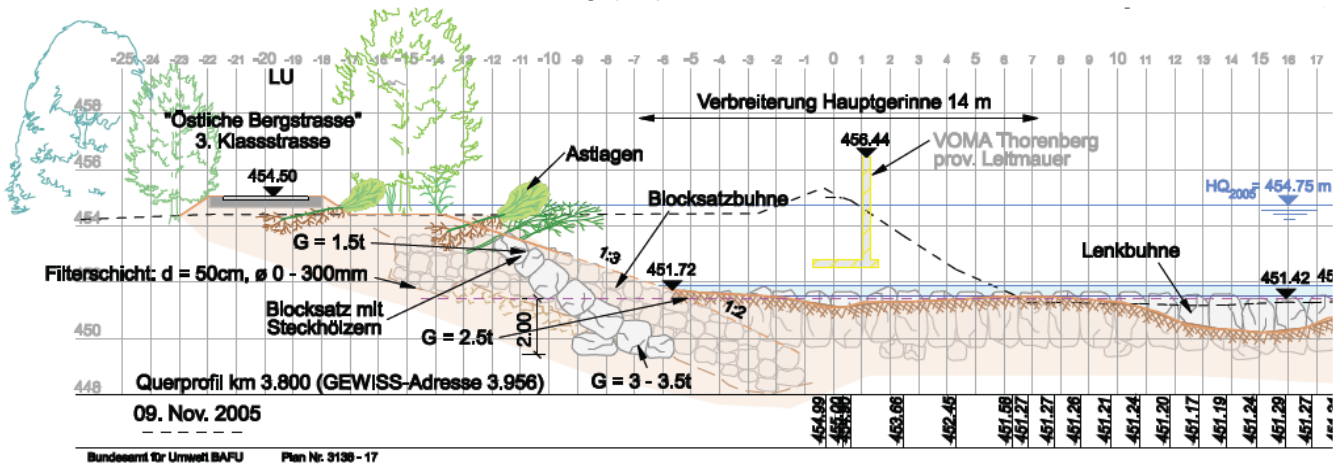 -25 -23 -22 -21 -20 -19 -18 -17 -16 -15 -14 -13 -12 -11 -10 -9 -8 -7 -6 -5 -4 -3 -2 -1 0 1 2 3 4 5 6 7 8 9 10 11 12 13 14 15 16 17
LU
458
Verbreiterung Hauptgerinne 14 m
"Östliche Bergstrasse"
3. Klassstrasse
456.44
VOMA Thorenberg
prov. Leitmauer
Astlagen
456
454.50
HQ2005 = 454.75 m
Blocksatzbuhne
454
G = 1.5t
1:3
Lenkbuhne
Filterschicht: d = 50cm, ø 0 - 300mm
451.72
451.42
452
Blocksatz mit
Steckhölzern
1:2
G = 2.5t
2.00
450
Querprofil km 3.800 (GEWISS-Adresse 3.956)
G = 3 - 3.5t
448
09. Nov. 2005
454.99 455.00 453.66 452.45 451.58 451.27 451.27 451.26 451.21 451.24 451.20 451.17 451.19 451.24 451.29 451.27
Bundesamt für Umwelt BAFU Plan Nr. 3136 - 17